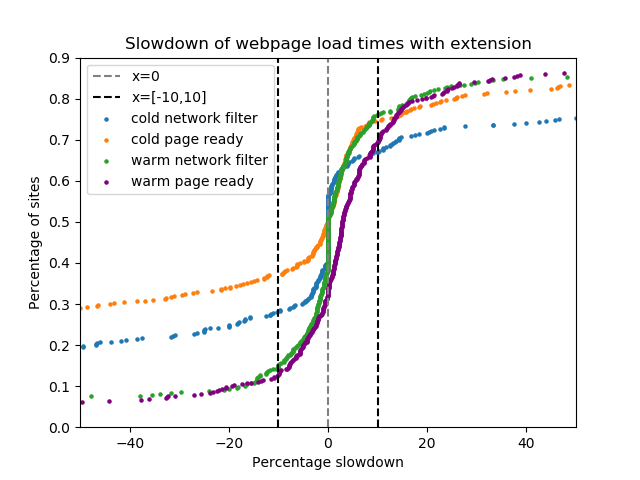 Slowdown of webpage load times with extension
x=0
x=[-10,10]
cold network filter
cold page ready
warm network filter
warm page ready
Percentage of sites
0.9
0.8
0.7
0.6
0.5
0.4
0.3
0.2
0.1
0.0
−40
−20
0
20
40
Percentage slowdown